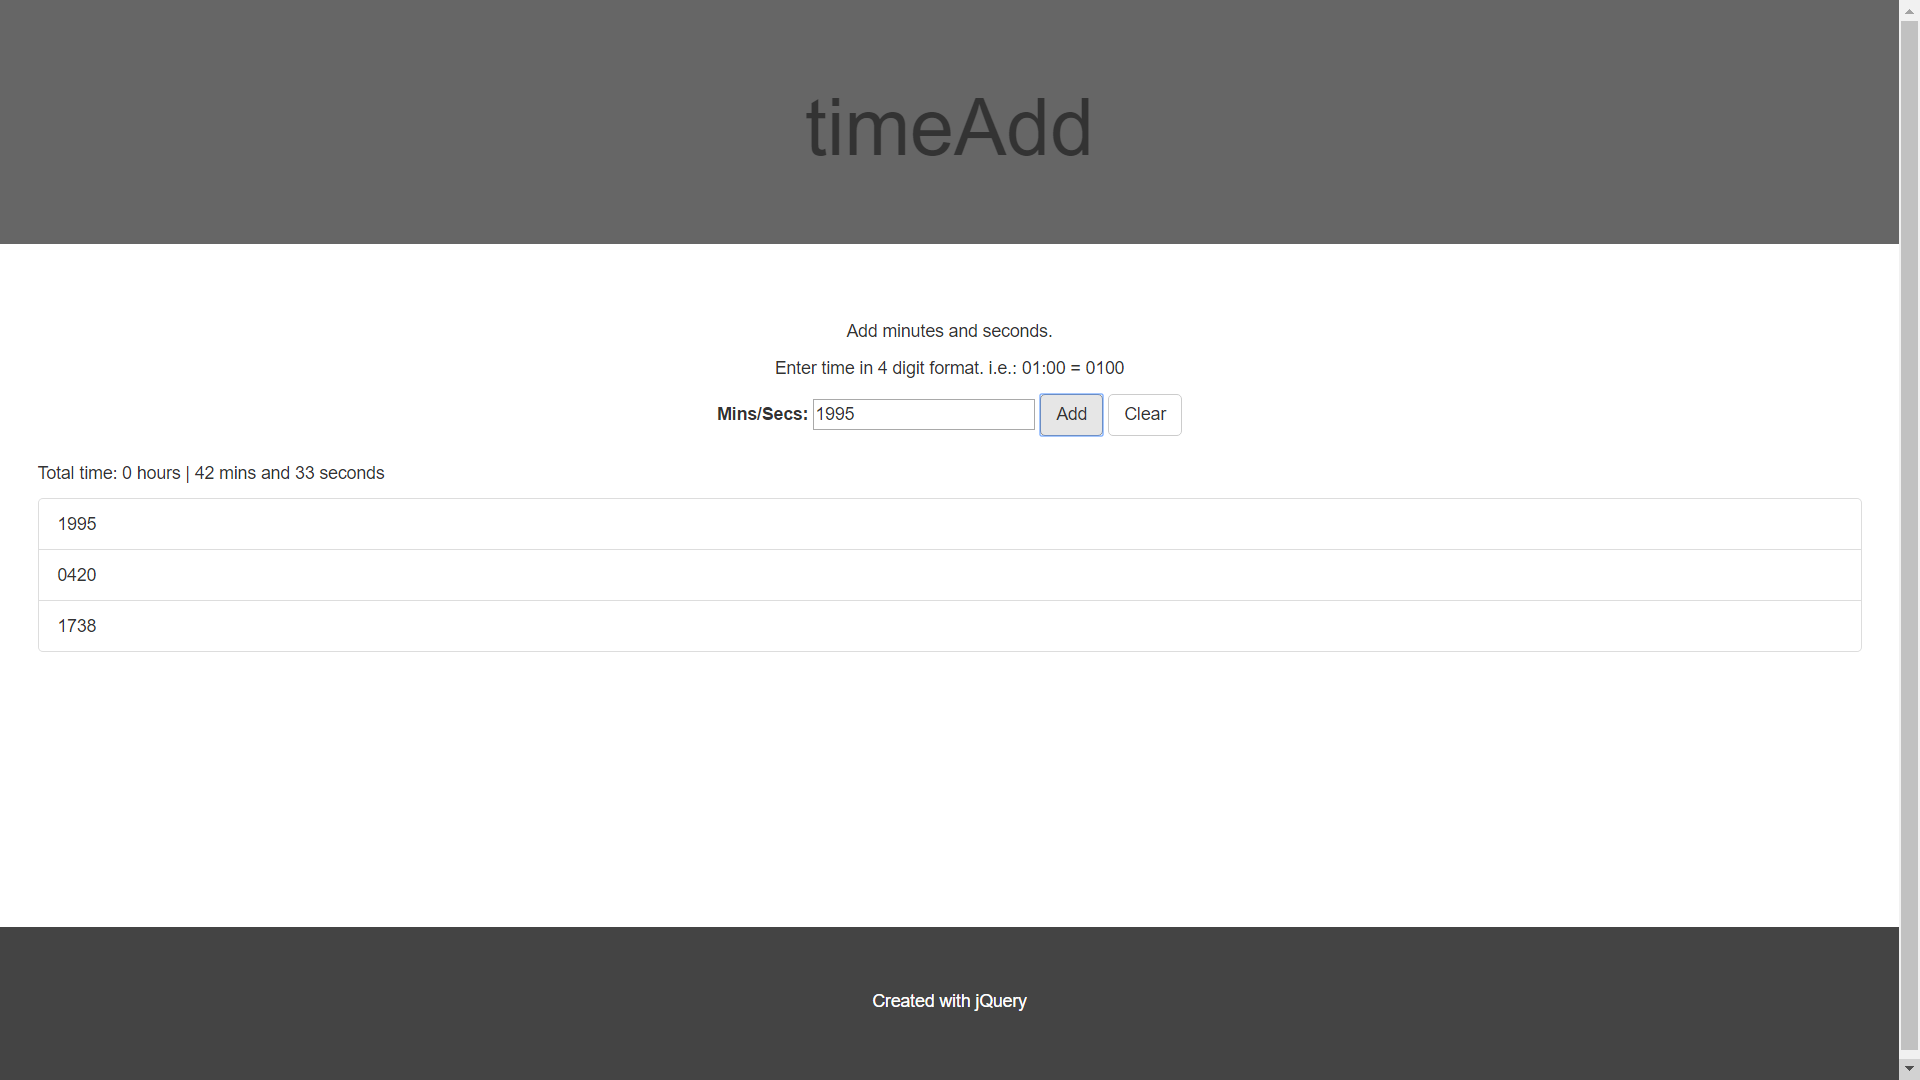 timeAdd
Add minutes and seconds.
Enter time in 4 digit format. i.e.: 01:00 = 0100
Mins/Secs: 1995 Add Clear
Total time: 0 hours | 42 mins and 33 seconds
1995
0420
1738
Created with jQuery